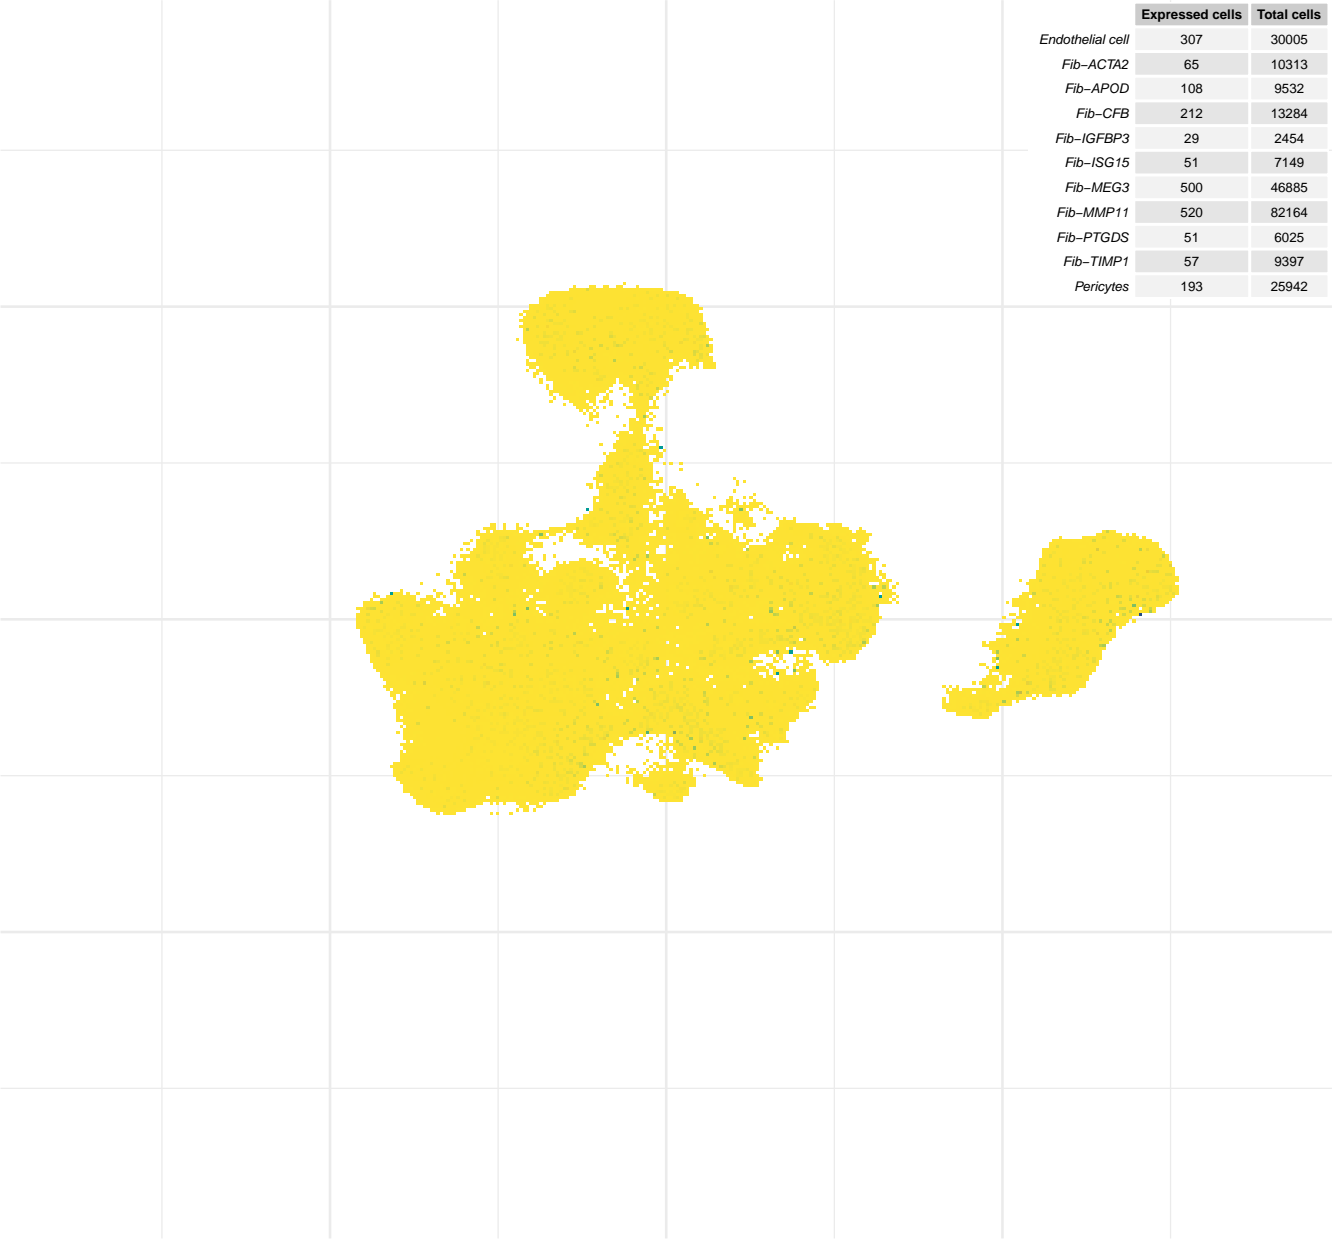 Expressed cells Total cells
Endothelial cell 307 30005
Fib−ACTA2 65 10313
Fib−APOD 108 9532
Fib−CFB 212 13284
Fib−IGFBP3 29 2454
Fib−ISG15 51 7149
Fib−MEG3 500 46885
Fib−MMP11 520 82164
Fib−PTGDS 51 6025
Fib−TIMP1 57 9397
Pericytes 193 25942